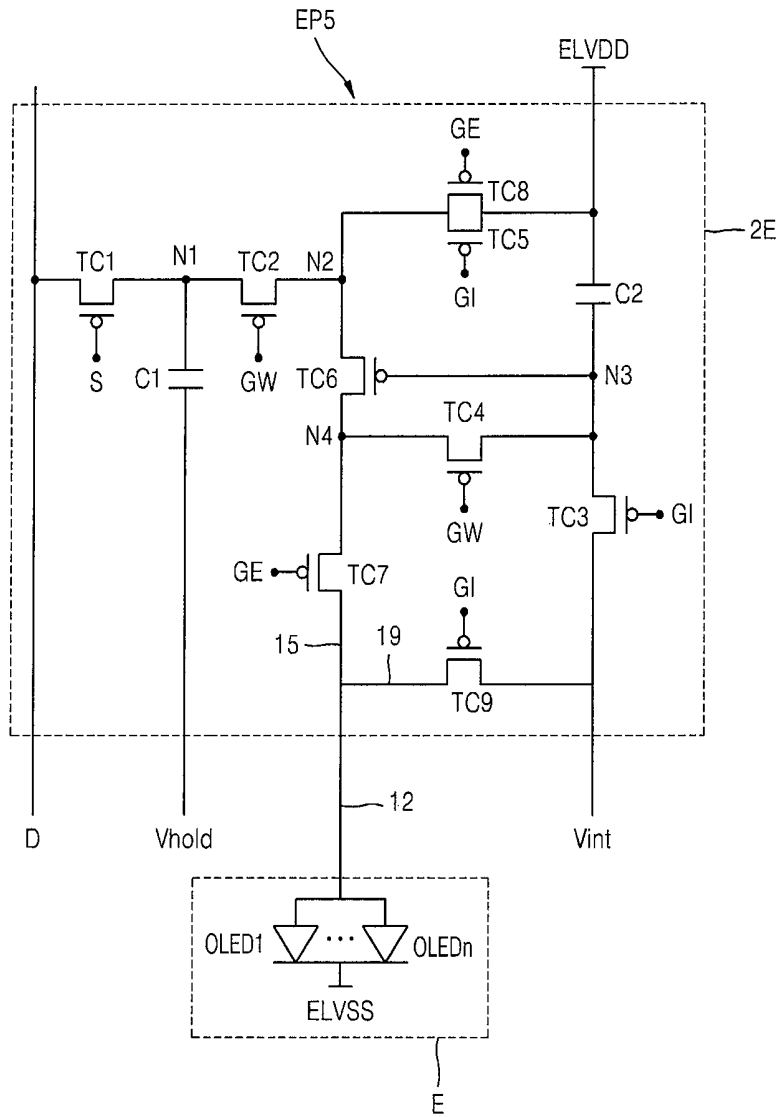 EP5
ELVDD
GE
TC8
2E
TC5
TC1
N1
TC2
N2
GI
C2
S
C1
GW
TC6
N3
TC4
N4
TC3
GI
GW
GE
TC7
GI
15
19
TC9
12
D
Vhold
Vint
OLED1
OLEDn
ELVSS
E